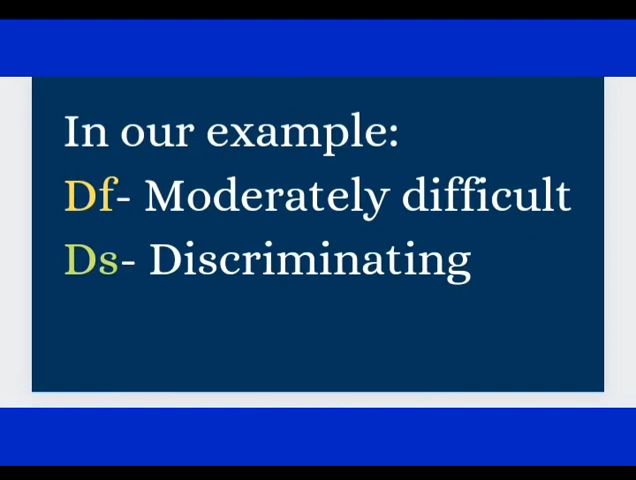 In our example:
Df- Moderately difficult
Ds- Discriminating